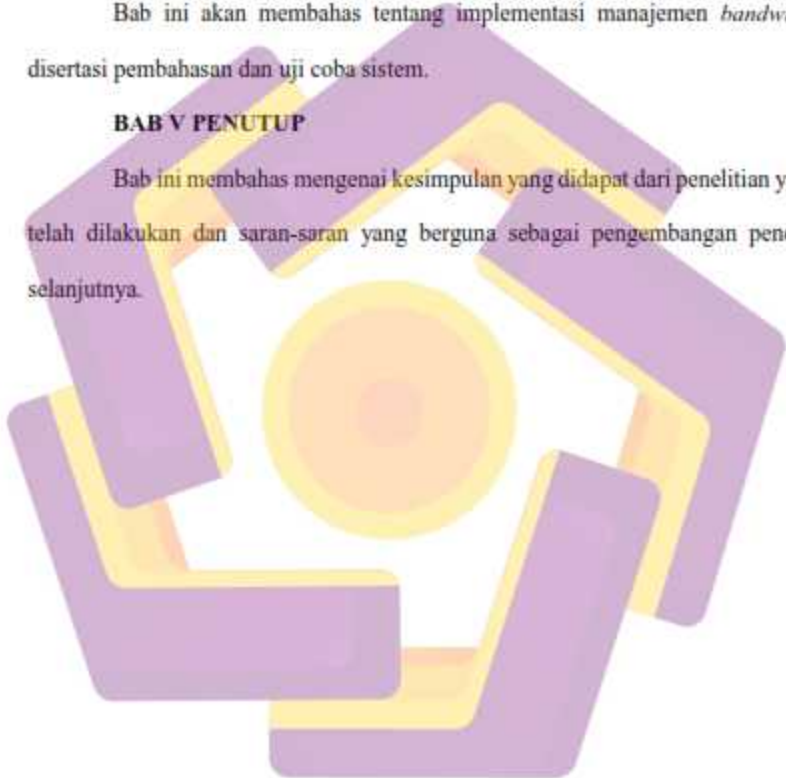 Bab ini akan membahas tentang implementasi manajemen
disertasi pembahasan dan uji coba sistem.
BAB V PENUTUP
Bab ini membahas mengenai kesimpulan yang didapat dari penelitian
telah dilakukan dan saran-saran yang berguna sebagai pengembangan
selanjutnya.